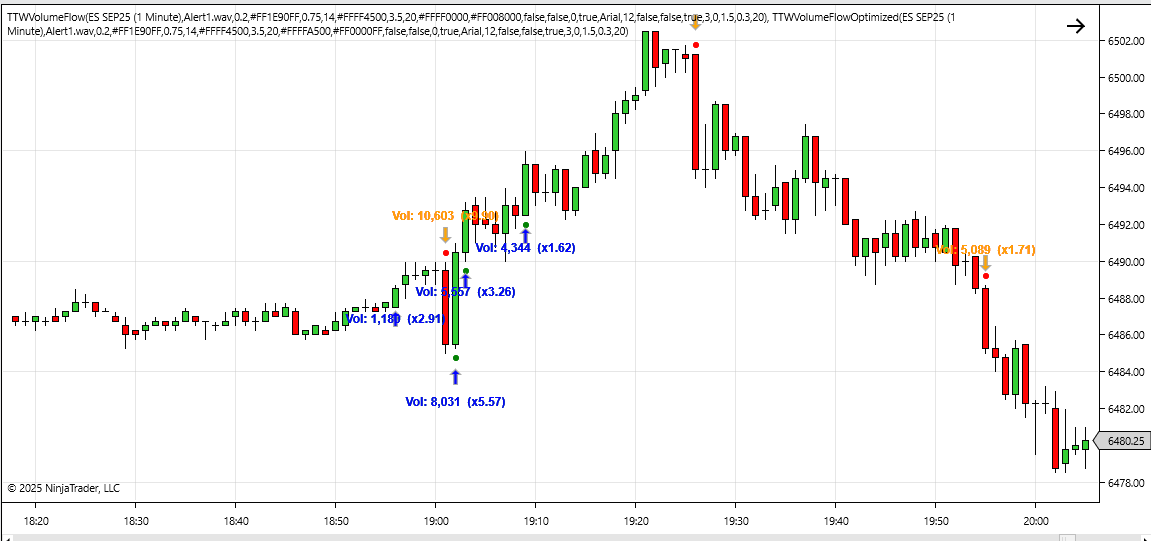 TTWVolumeFlow(ES SEP25 (1 Minute),Alert1.wav,0.2,#FF1E90FF,0.75,14,#FFFF4500,3.5,20,#FFFF0000,#FF008000,false,false,0,true,Arial,12,false,false,true,3,0,1.5,0.3,20), TTWVolumeFlowOptimized(ES SEP25 (1
Minute),Alert1.wav,0.2,#FF1E90FF,0.75,14,#FFFF4500,3.5,20,#FFFFA500,#FF0000FF,false,false,0,true,Arial,12,false,false,true,3,0,1.5,0.3,20)
6502.00
6500.00
6498.00
6496.00
6494.00
6492.00
6490.00
6488.00
6486.00
6484.00
6482.00
6480.25
6478.00
Vol: 10,603
Vol: 4,344 (x1.62)
Vol: 5,089 (x1.71)
Vol: 5,557 (x3.26)
Vol: 1,180 (x2.91)
Vol: 8,031 (x5.57)
© 2025 NinjaTrader, LLC
18:20 18:30 18:40 18:50 19:00 19:10 19:20 19:30 19:40 19:50 20:00